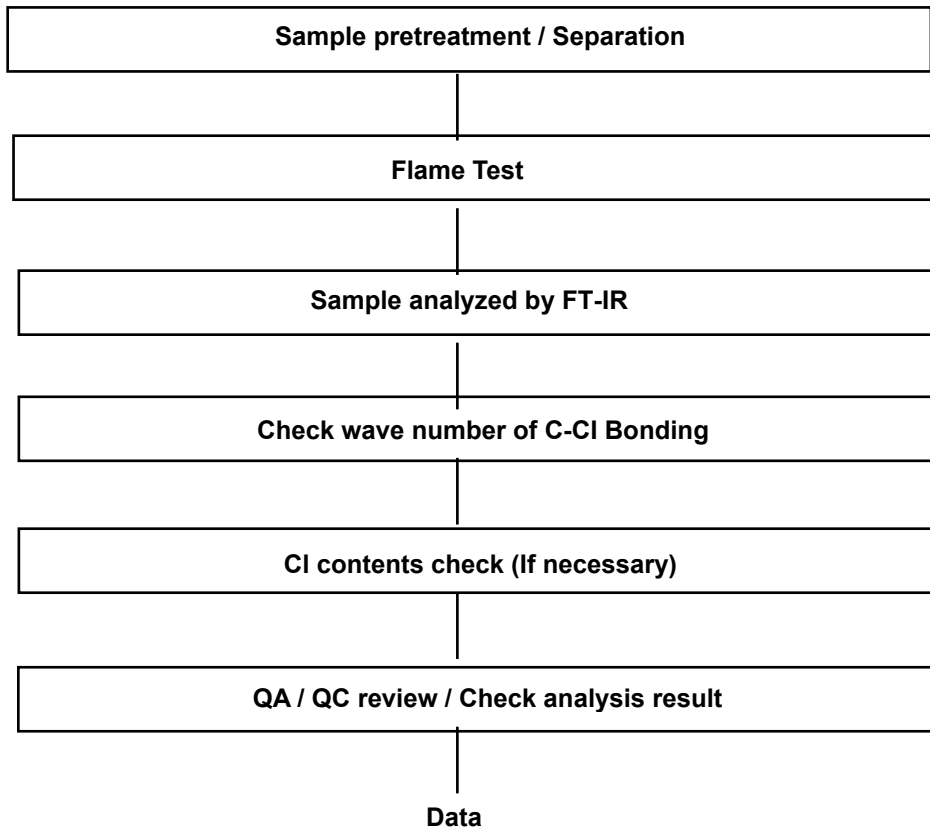 Sample pretreatment / Separation
Flame Test
Sample analyzed by FT-IR
Check wave number of C-Cl Bonding
Cl contents check (If necessary)
QA / QC review / Check analysis result
Data